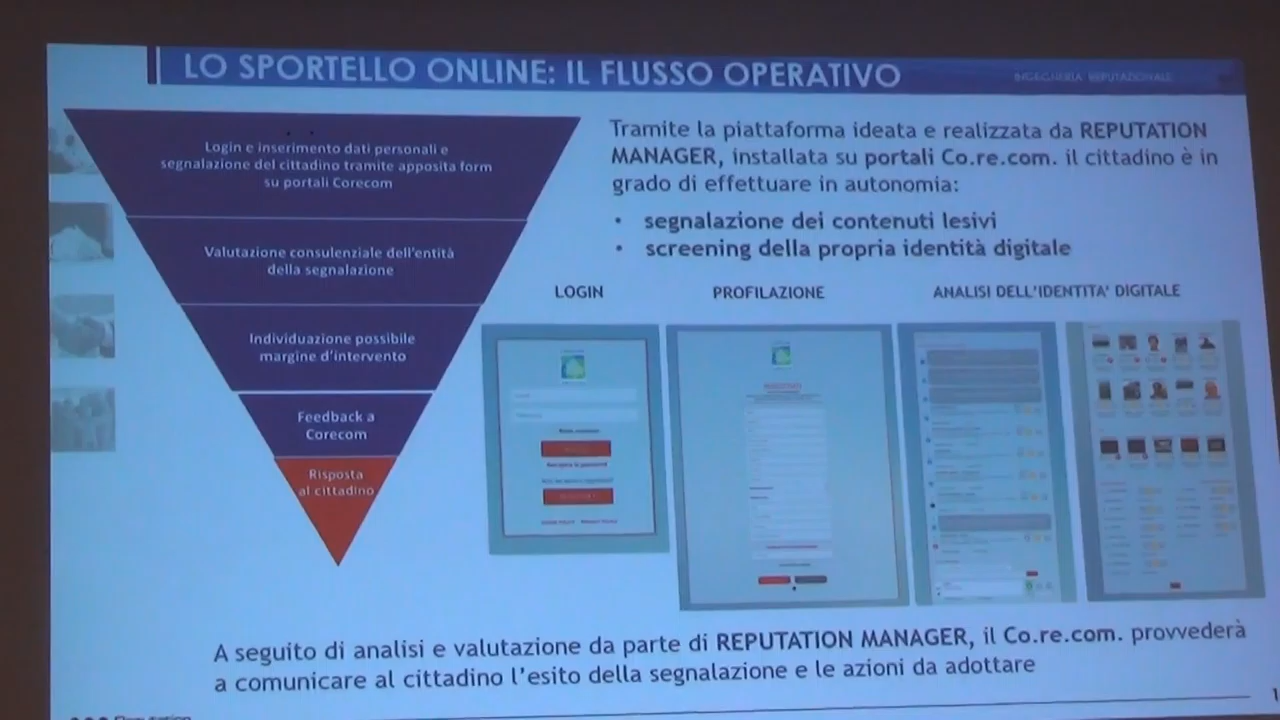 LO SPORTELLO ONLINE: IL FLUSSO OPERATIVO
INGEGNERIA REPUTAZIONALE
Login e inserimento dati personali e
segnalazione del cittadino tramite apposita form
su portali Corecom
Valutazione consulenziale dell'entità
della segnalazione
Individuazione possibile
margine d'intervento
Feedback a
Corecom
Risposta
al cittadino
Tramite la piattaforma ideata e realizzata da REPUTATION
MANAGER, installata su portali Co.re.com. il cittadino è in
grado di effettuare in autonomia:
• segnalazione dei contenuti lesivi
• screening della propria identità digitale
LOGIN
PROFILAZIONE
ANALISI DELL'IDENTITA' DIGITALE
A seguito di analisi e valutazione da parte di REPUTATION MANAGER, il Co.re.com. provvederà
a comunicare al cittadino l'esito della segnalazione e le azioni da adottare
Reputation